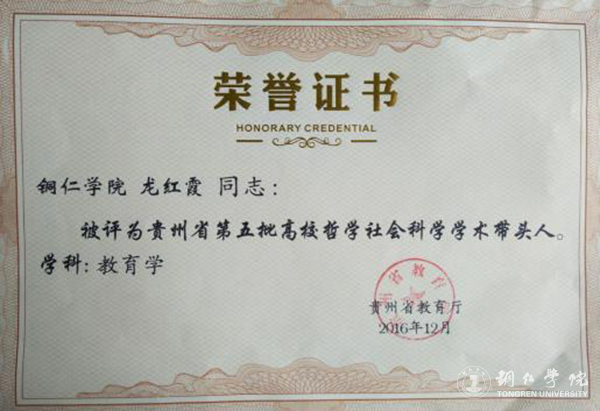 荣誉证书
HONORARY CREDENTIAL
铜仁学院 龙红霞 同志：
被评为贵州省第五批高校哲学社会科学学术带头人。
学科：教育学
贵州省教育厅
2016年12月
铜仁学院
TONGREN UNIVERSITY